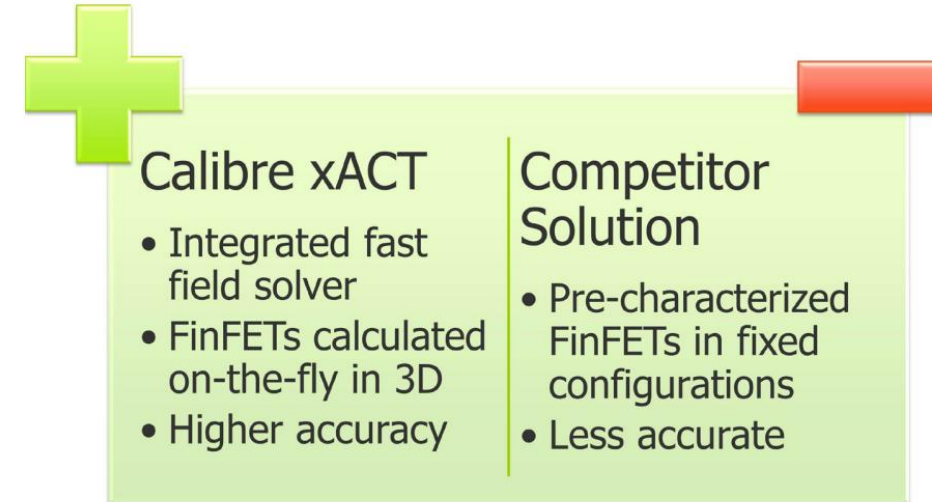 Calibre xACT
• Integrated fast
field solver
• FinFETs calculated
on-the-fly in 3D
• Higher accuracy
Competitor
Solution
• Pre-characterized
FinFETs in fixed
configurations
• Less accurate